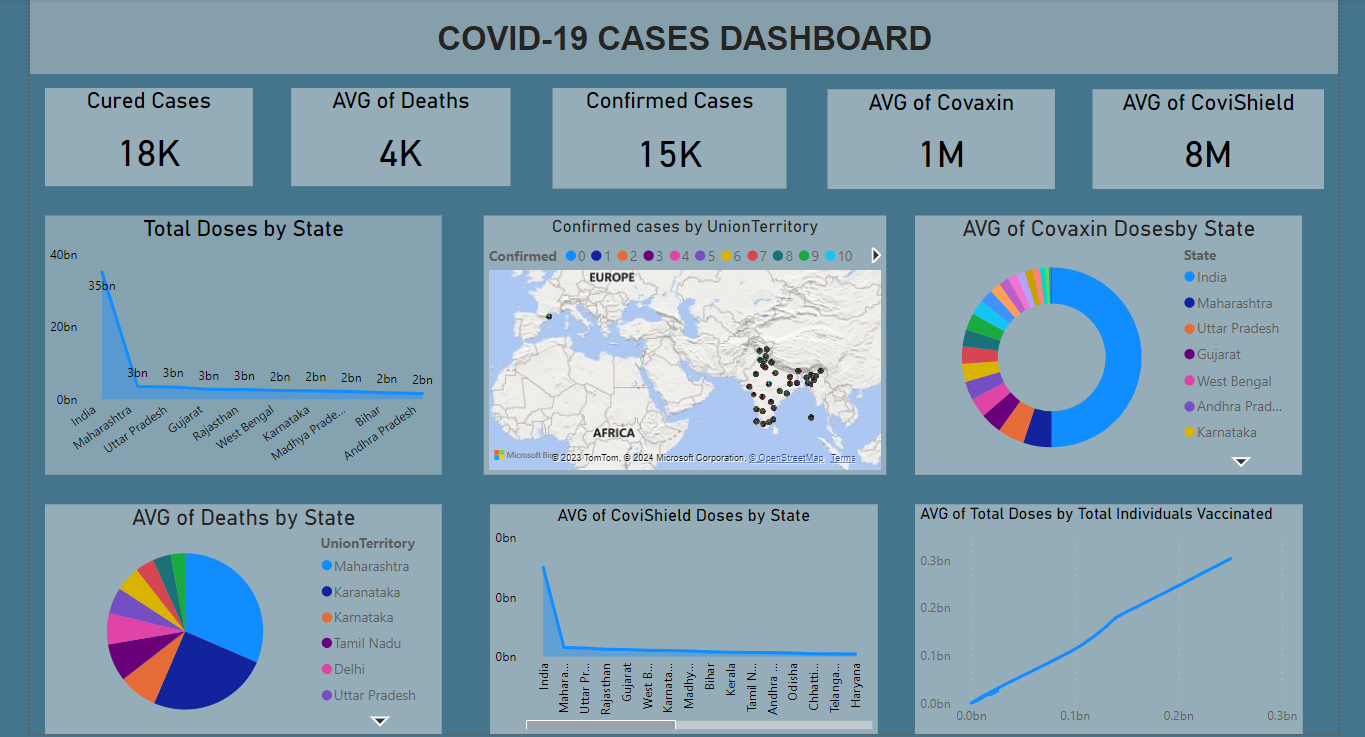 COVID-19 CASES DASHBOARD
Cured Cases
18K
AVG of Deaths
4K
Confirmed Cases
15K
AVG of Covaxin
1M
AVG of CoviShield
8M
Total Doses by State
40bn
20bn
0bn
35bn
3bn
3bn
3bn
3bn
2bn
2bn
2bn
2bn
2bn
India
Maharashtra
Uttar Pradesh
Gujarat
Rajasthan
West Bengal
Karnataka
Madhya Prade...
Bihar
Andhra Pradesh
Confirmed cases by UnionTerritory
Confirmed 0 1 2 3 4 5 6 7 8 9 10
EUROPE
AFRICA
Microsoft Bing
© 2023 TomTom, © 2024 Microsoft Corporation, © OpenStreetMap Terms
AVG of Covaxin Dosesby State
State
India
Maharashtra
Uttar Pradesh
Gujarat
West Bengal
Andhra Prad...
Karnataka
AVG of Deaths by State
UnionTerritory
Maharashtra
Karanataka
Karnataka
Tamil Nadu
Delhi
Uttar Pradesh
AVG of CoviShield Doses by State
0bn
0bn
0bn
India
Mahara...
Uttar Pr...
Rajasthan
Gujarat
West B...
Karnata...
Madhy...
Bihar
Kerala
Tamil N...
Andhra ...
Odisha
Chhatti...
Telanga...
Haryana
AVG of Total Doses by Total Individuals Vaccinated
0.3bn
0.2bn
0.1bn
0.0bn
0.0bn
0.1bn
0.2bn
0.3bn